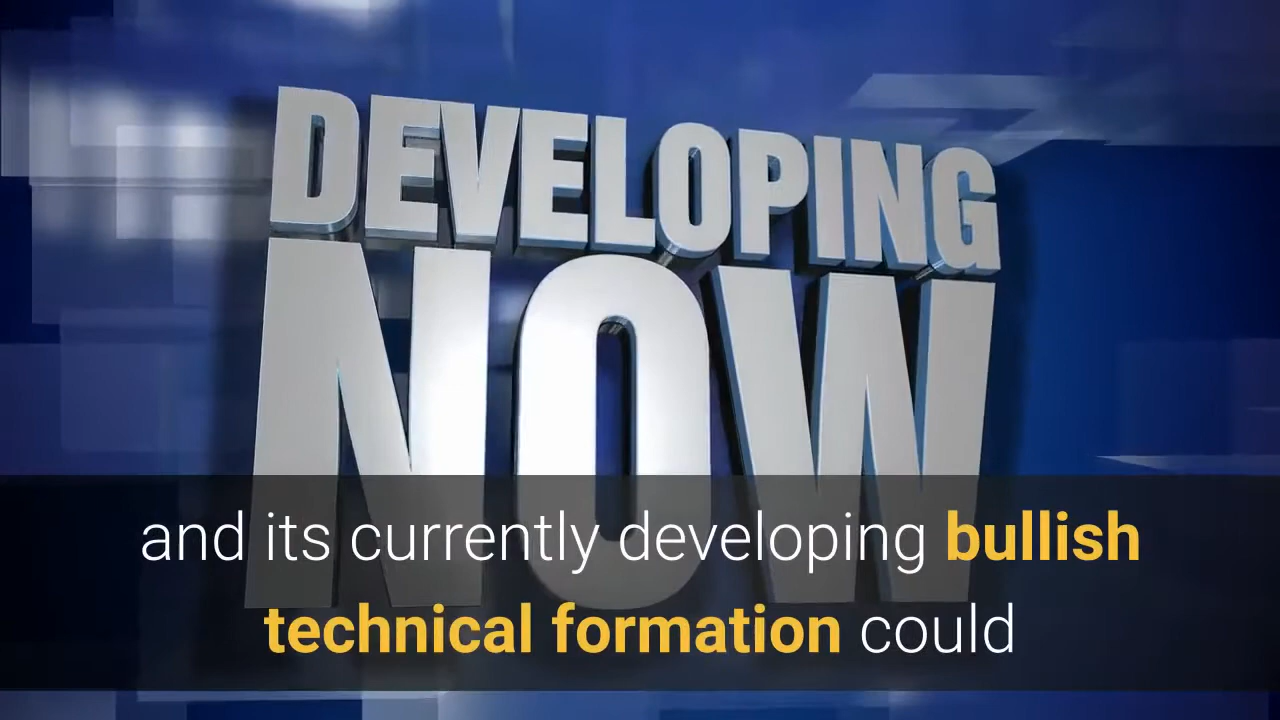 DEVELOPING
NOW
and its currently developing bullish
technical formation could